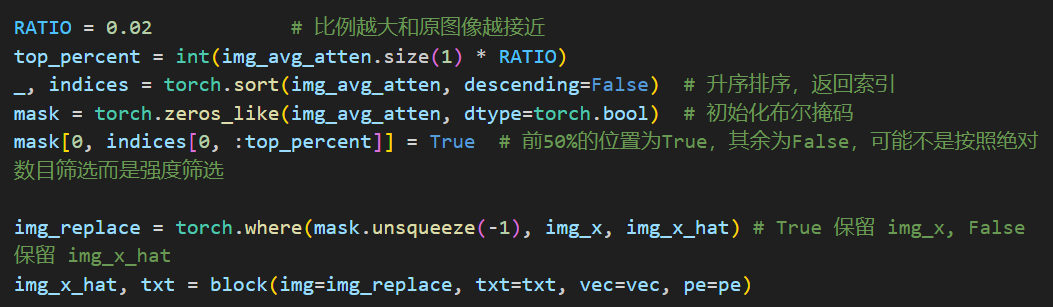 RATIO = 0.02            # 比例越大和原图像越接近
top_percent = int(img_avg_atten.size(1) * RATIO)
_, indices = torch.sort(img_avg_atten, descending=False)  # 升序排序，返回索引
mask = torch.zeros_like(img_avg_atten, dtype=torch.bool)  # 初始化布尔掩码
mask[0, indices[0, :top_percent]] = True  # 前50%的位置为True，其余为False，可能不是按照绝对
数目筛选而是强度筛选
img_replace = torch.where(mask.unsqueeze(-1), img_x, img_x_hat) # True 保留 img_x, False
保留 img_x_hat
img_x_hat, txt = block(img=img_replace, txt=txt, vec=vec, pe=pe)